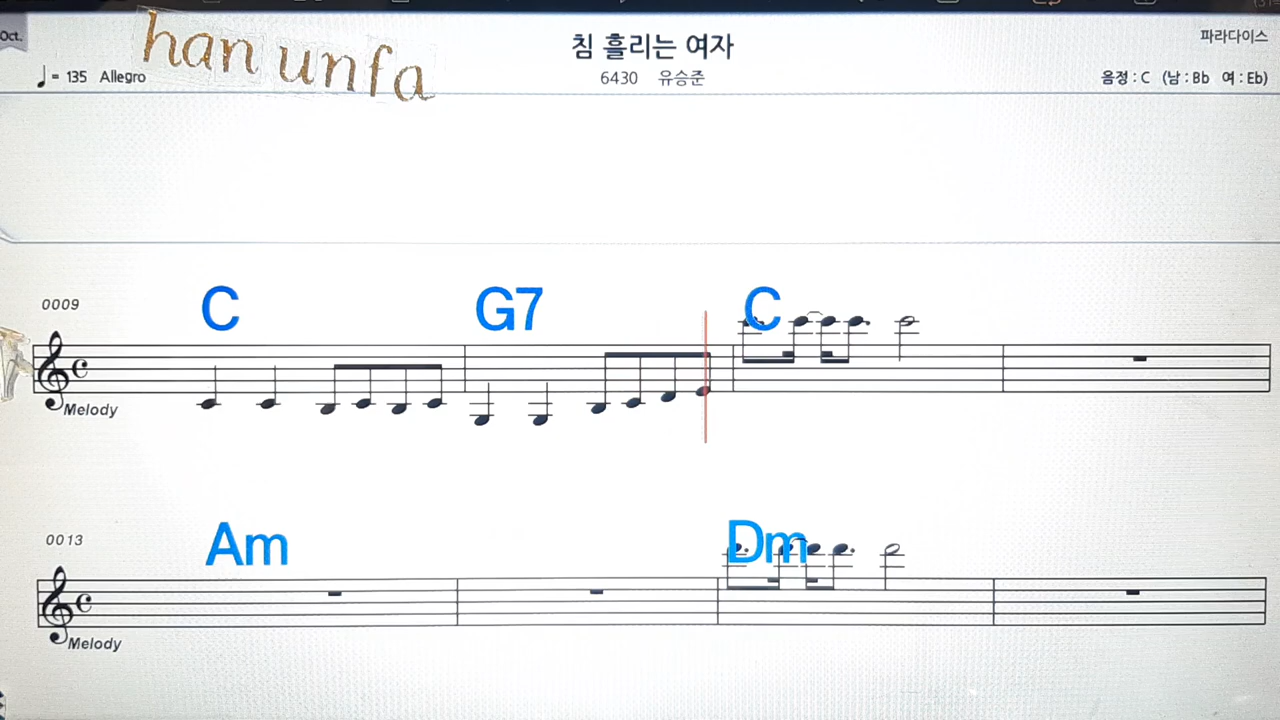 Oct.
han unfa
침 흘리는 여자
파라다이스
= 135 Allegro
6430 유승준
음정 : C (남 : Bb 여 : Eb)
0009
C G7 C
Melody
0013
Am Dm
Melody